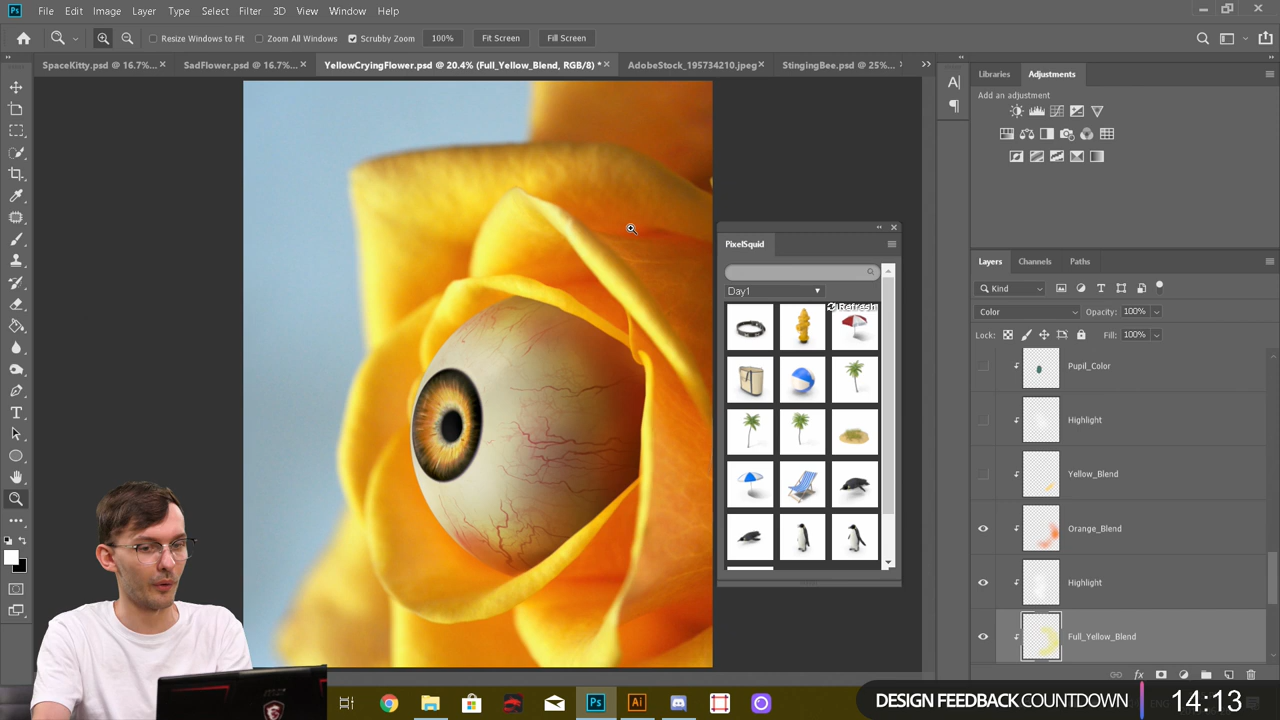 Ps File Edit Image Layer Type Select Filter 3D View Window Help
Resize Windows to Fit Zoom All Windows Scrubby Zoom 100% Fit Screen Fill Screen
SpaceKitty.psd @ 16.7%... SadFlower.psd @ 16.7%... YellowCryingFlower.psd @ 20.4% (Full_Yellow_Blend, RGB/8) * AdobeStock_195734210.jpeg StingingBee.psd @ 25%...
Libraries Adjustments
Add an adjustment
PixelSquid
Day1
Refresh
Layers Channels Paths
Kind
Color Opacity: 100%
Lock: Fill: 100%
Pupil_Color
Highlight
Yellow_Blend
Orange_Blend
Highlight
Full_Yellow_Blend
Ps Ai
DESIGN FEEDBACK COUNTDOWN 14:13